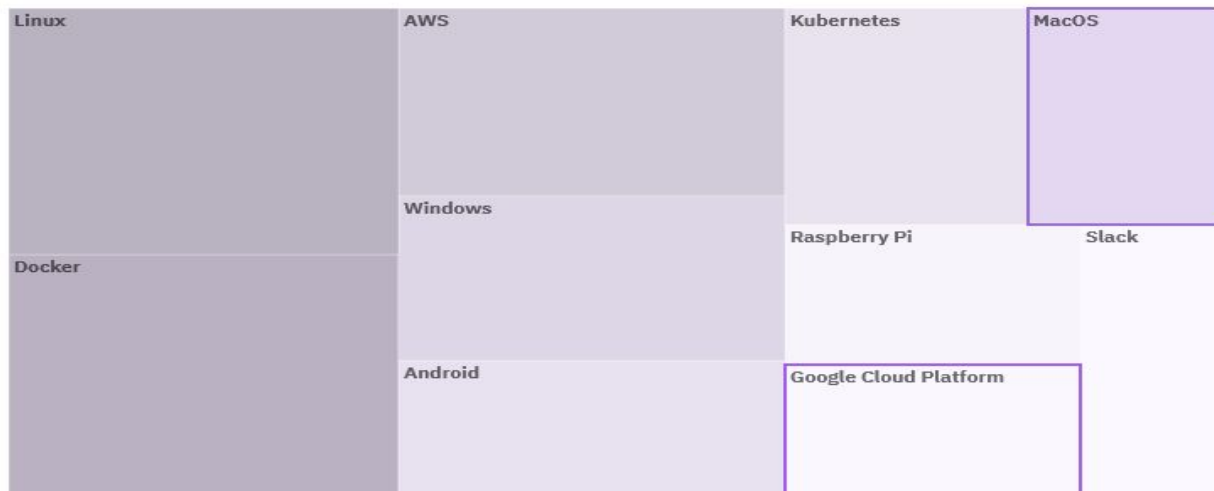 Linux
AWS
Kubernetes
MacOS
Windows
Raspberry Pi
Slack
Docker
Android
Google Cloud Platform